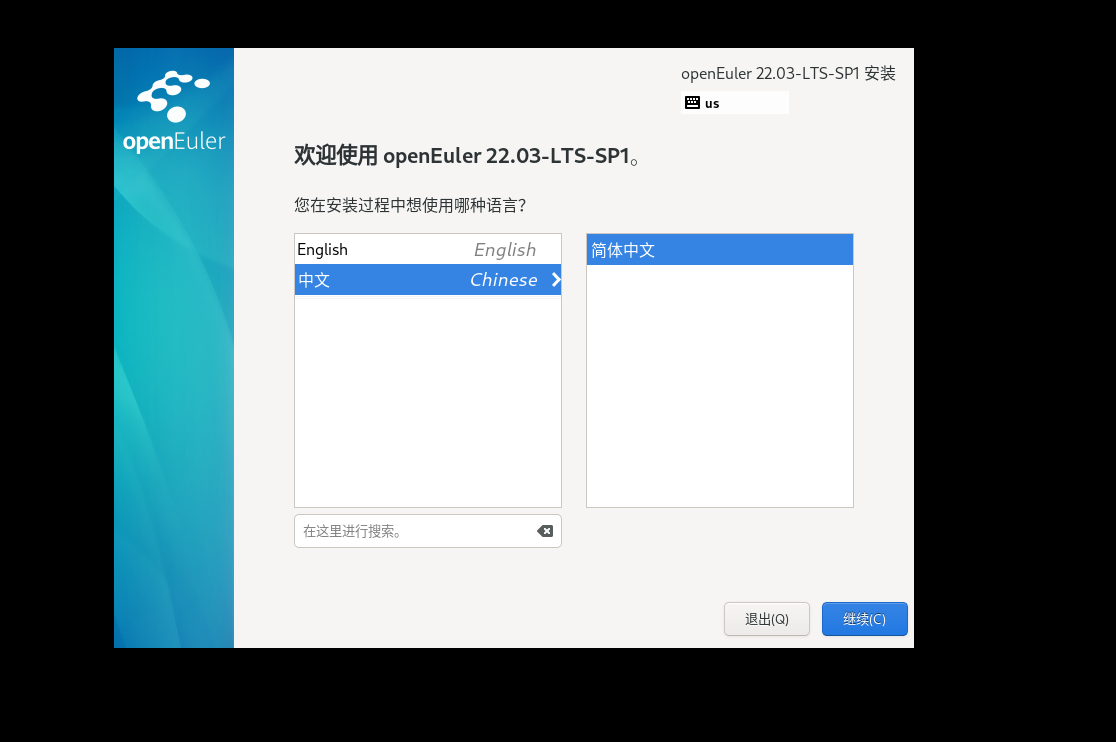 openEuler
openEuler 22.03-LTS-SP1 安装
us
欢迎使用 openEuler 22.03-LTS-SP1。
您在安装过程中想使用哪种语言？
English English
中文 Chinese
简体中文
在这里进行搜索。
退出(Q) 继续(C)